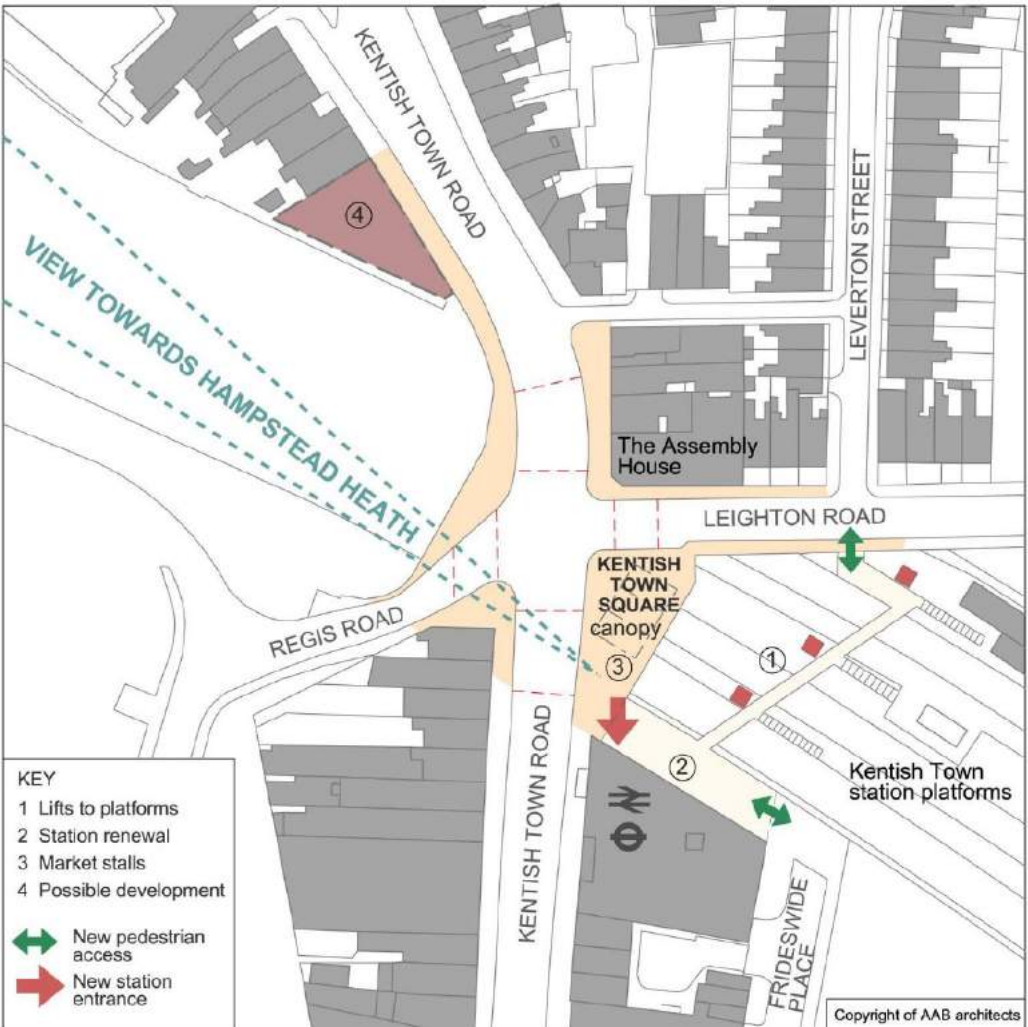 KENTISH TOWN ROAD
4
VIEW TOWARDS HAMPSTEAD HEATH
LEVERTON STREET
The Assembly
House
LEIGHTON ROAD
KENTISH
TOWN
SQUARE
canopy
3
REGIS ROAD
1
2
Kentish Town
station platforms
KENTISH TOWN ROAD
FRIDESWIDE
PLACE
KEY
1 Lifts to platforms
2 Station renewal
3 Market stalls
4 Possible development
New pedestrian
access
New station
entrance
Copyright of AAB architects